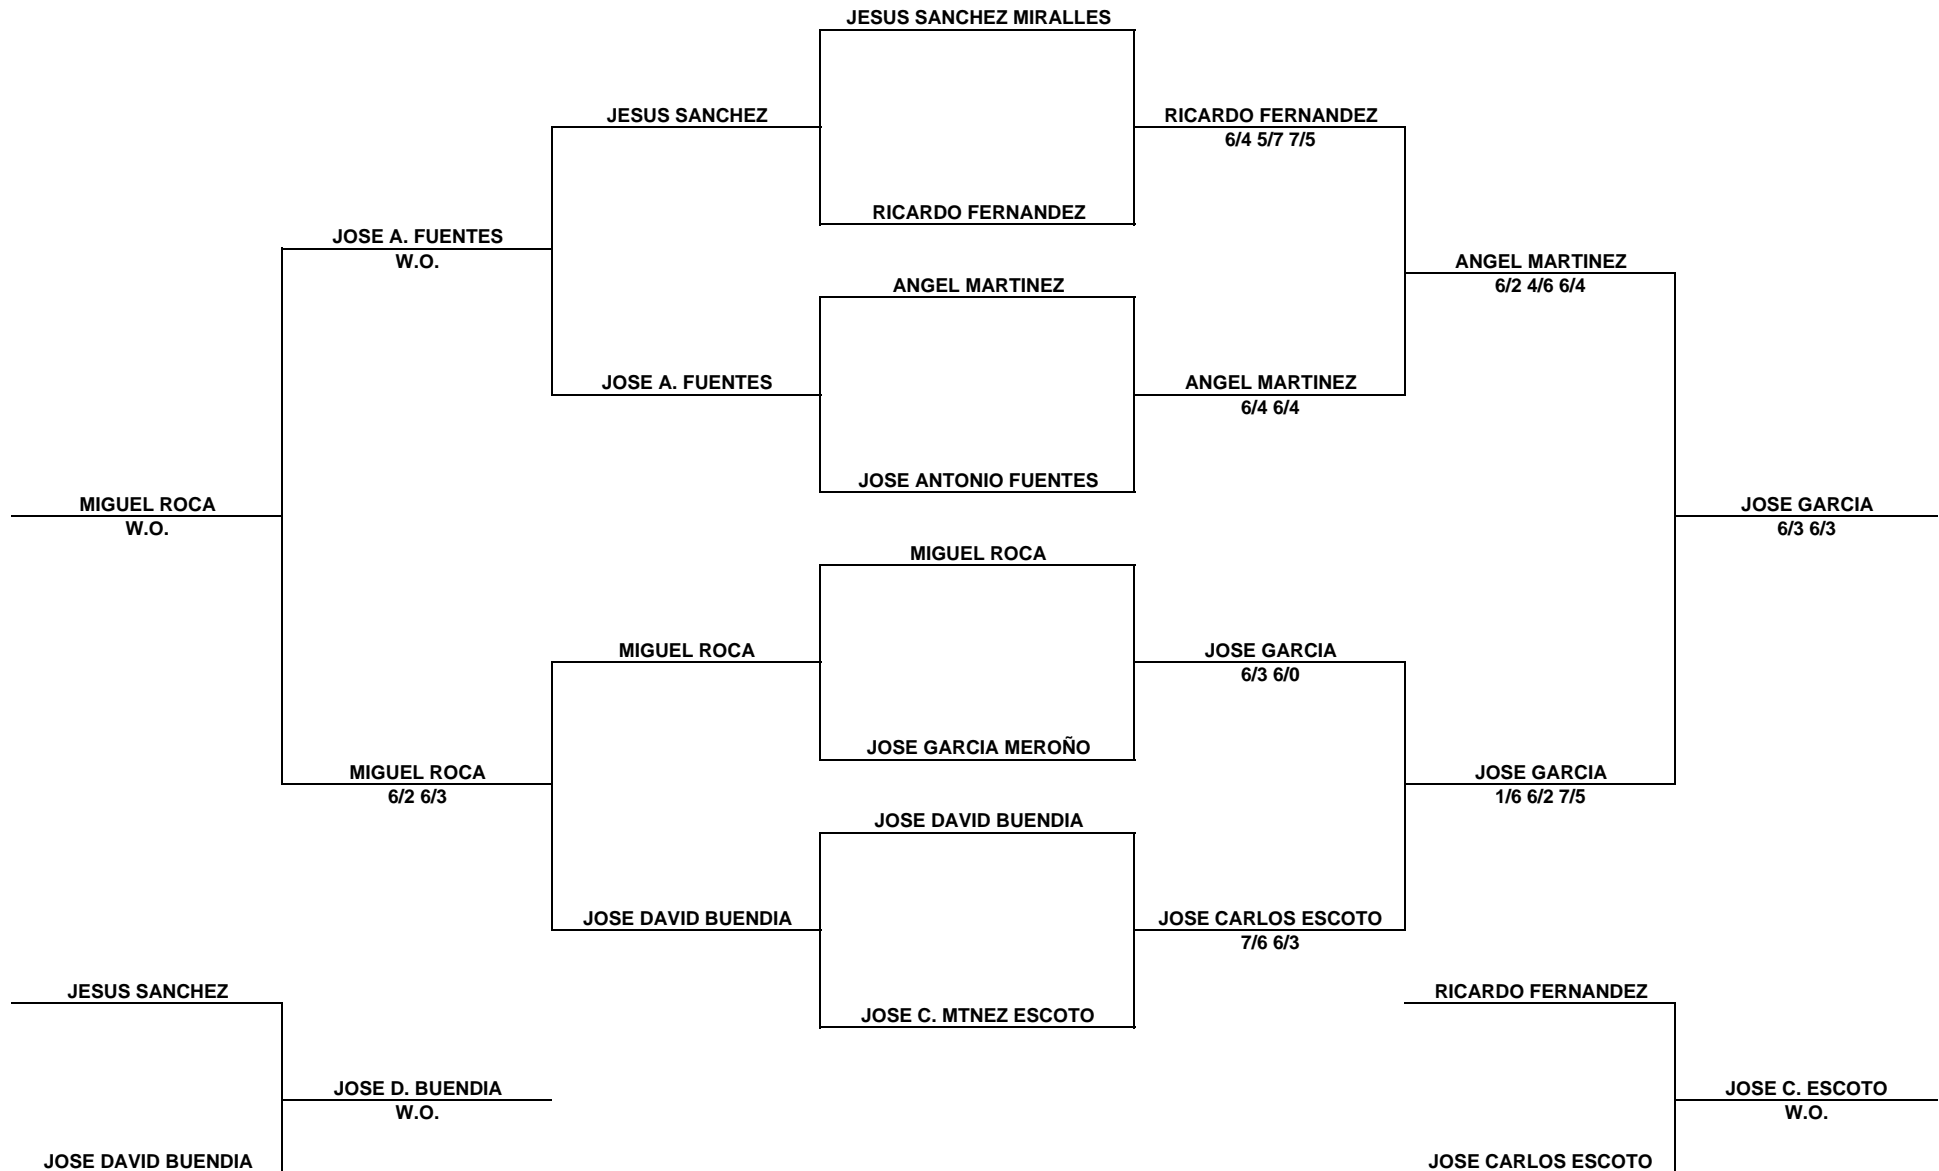 JESUS SANCHEZ MIRALLES
JESUS SANCHEZ
RICARDO FERNANDEZ
6/4 5/7 7/5
RICARDO FERNANDEZ
JOSE A. FUENTES
W.O.
ANGEL MARTINEZ
6/2 4/6 6/4
ANGEL MARTINEZ
JOSE A. FUENTES
ANGEL MARTINEZ
6/4 6/4
JOSE ANTONIO FUENTES
MIGUEL ROCA
W.O.
JOSE GARCIA
6/3 6/3
MIGUEL ROCA
MIGUEL ROCA
JOSE GARCIA
6/3 6/0
JOSE GARCIA MEROÑO
MIGUEL ROCA
6/2 6/3
JOSE GARCIA
1/6 6/2 7/5
JOSE DAVID BUENDIA
JOSE DAVID BUENDIA
JOSE CARLOS ESCOTO
7/6 6/3
JESUS SANCHEZ
RICARDO FERNANDEZ
JOSE C. MTNEZ ESCOTO
JOSE D. BUENDIA
W.O.
JOSE C. ESCOTO
W.O.
JOSE DAVID BUENDIA
JOSE CARLOS ESCOTO